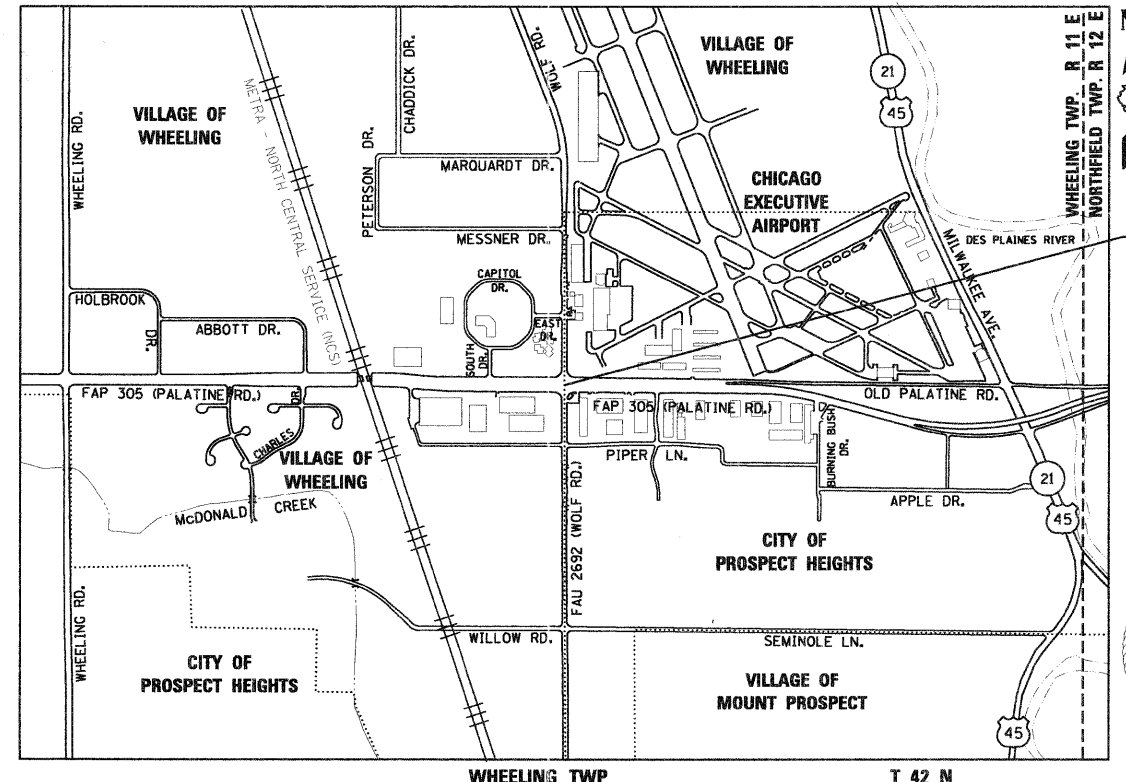 VILLAGE OF
WHEELING
WHEELING RD.
METRA - NORTH CENTRAL SERVICE (NCS)
CHADDICK DR.
WOLF RD.
VILLAGE OF
WHEELING
21
45
WHEELING TWP. R 11 E
NORTHFIELD TWP. R 12 E
PETERSON DR.
MARQUARDT DR.
MESSNER DR.
CHICAGO
EXECUTIVE
AIRPORT
DES PLAINES RIVER
MILWAUKEE AVE.
CAPITOL
DR.
EAST
DR.
SOUTH
DR.
HOLBROOK
DR.
ABBOTT DR.
FAP 305 (PALATINE RD.)
FAP 305 (PALATINE RD.)
OLD PALATINE RD.
CHARLES
DR.
VILLAGE OF
WHEELING
McDONALD CREEK
PIPER LN.
BURNING BUSH
DR.
APPLE DR.
21
45
FAU 2692 (WOLF RD.)
CITY OF
PROSPECT HEIGHTS
WHEELING RD.
WILLOW RD.
SEMINOLE LN.
CITY OF
PROSPECT HEIGHTS
VILLAGE OF
MOUNT PROSPECT
45
WHEELING TWP
T 42 N